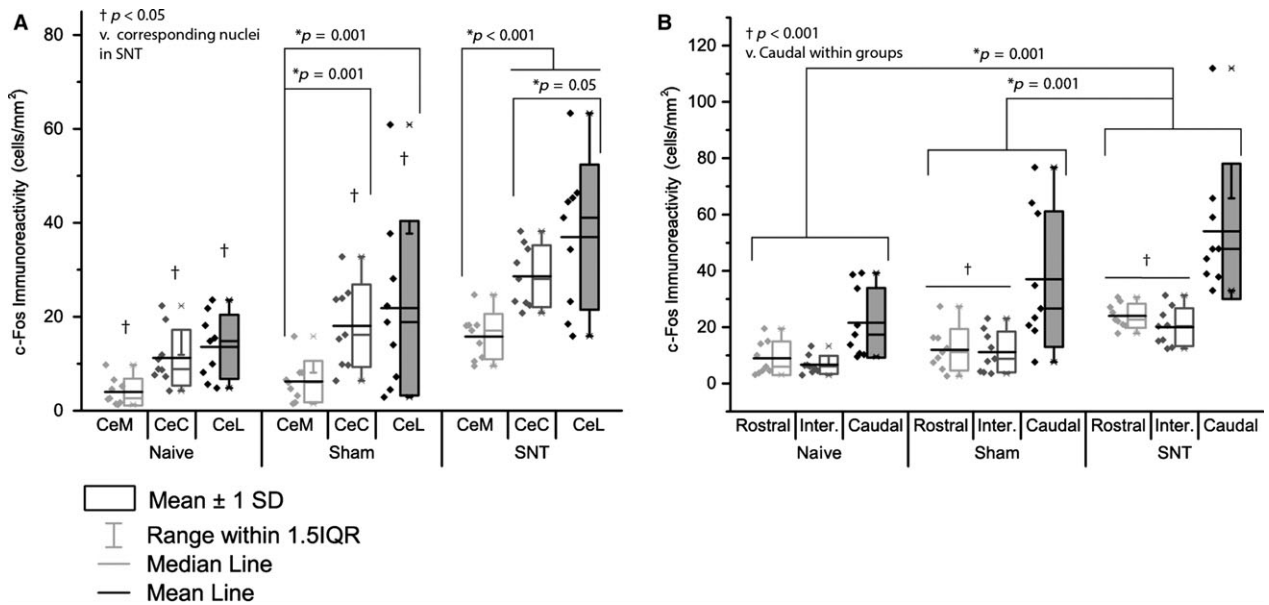 A
† p < 0.05
v. corresponding nuclei
in SNT
*p = 0.001
*p = 0.001
*p < 0.001
*p = 0.05
†
†
†
†
†
c-Fos Immunoreactivity (cells/mm²)
80
60
40
20
0
CeM CeC CeL CeM CeC CeL CeM CeC CeL
Naive Sham SNT
Mean ± 1 SD
Range within 1.5IQR
Median Line
Mean Line
B
† p < 0.001
v. Caudal within groups
*p = 0.001
*p = 0.001
†
†
c-Fos Immunoreactivity (cells/mm²)
120
100
80
60
40
20
0
Rostral Inter. Caudal Rostral Inter. Caudal Rostral Inter. Caudal
Naive Sham SNT